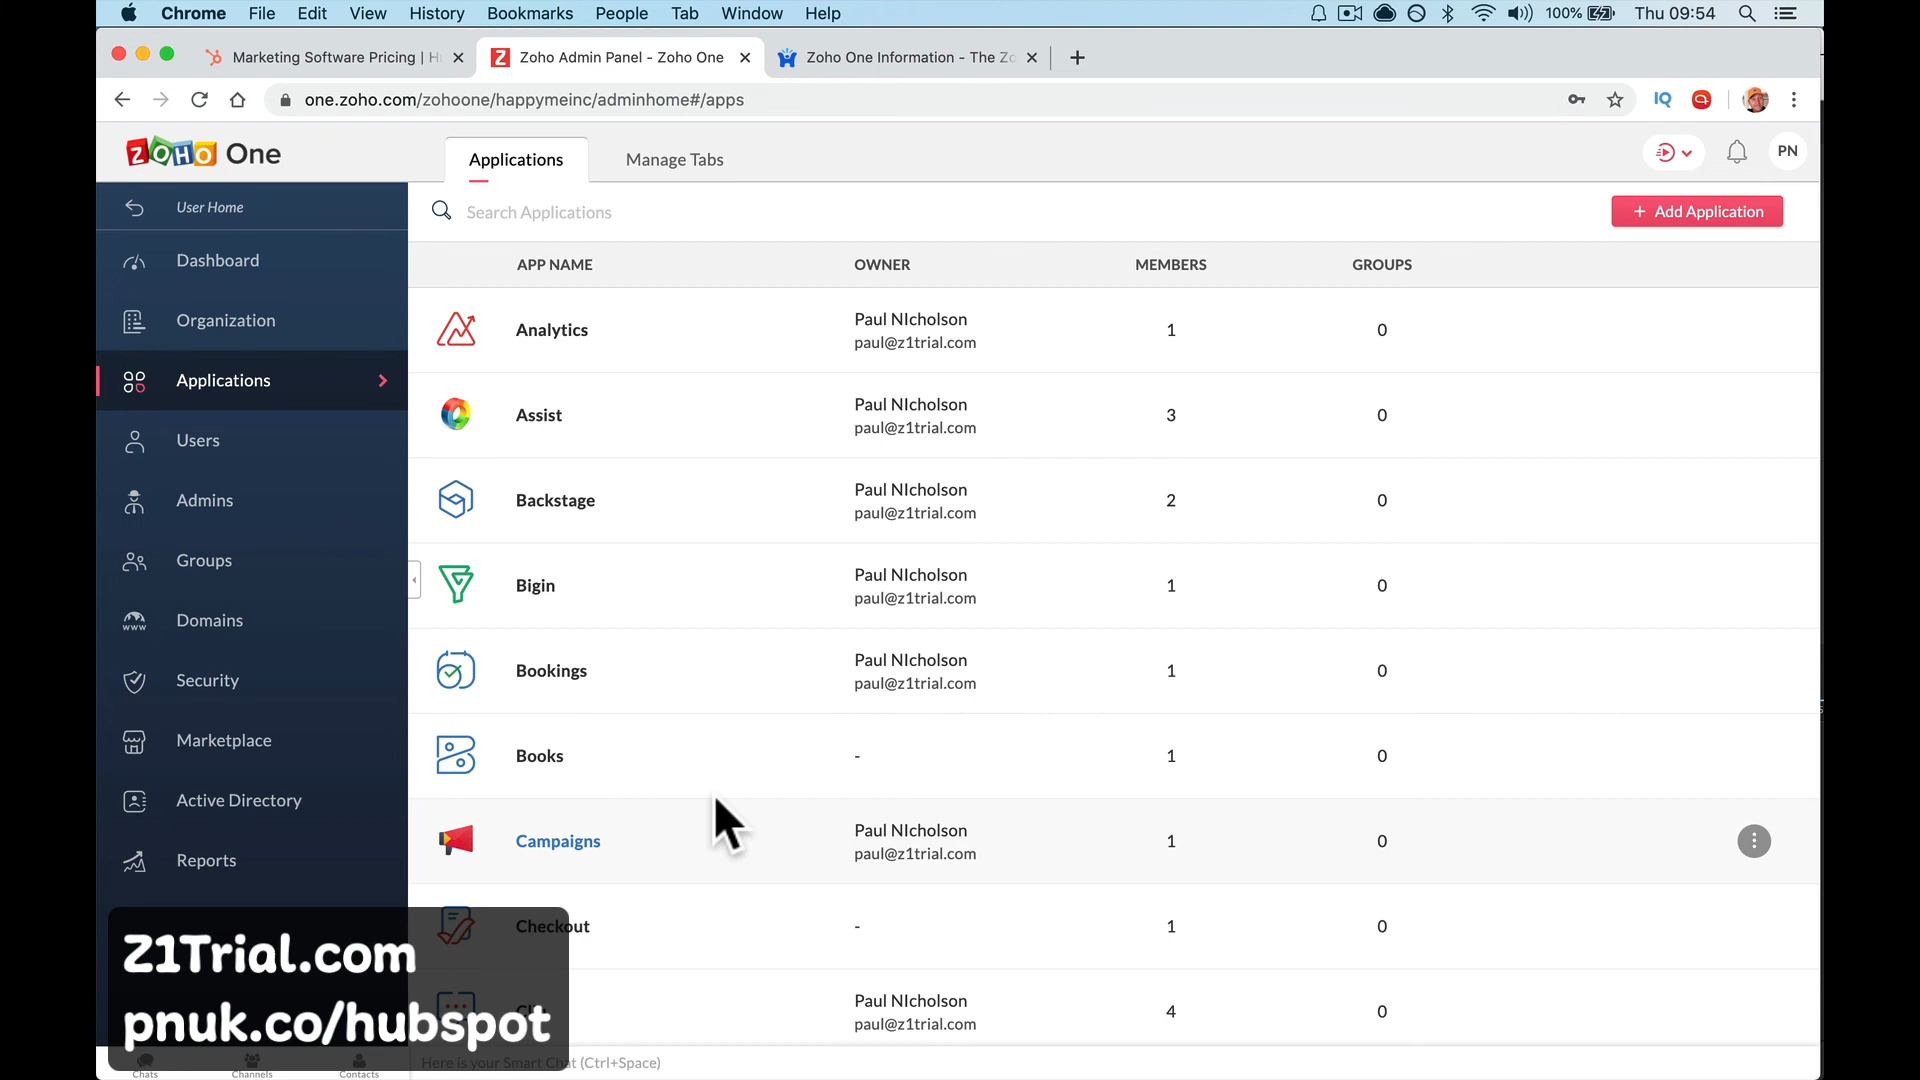 Chrome File Edit View History Bookmarks People Tab Window Help 100% Thu 09:54
Marketing Software Pricing | H Zoho Admin Panel - Zoho One Zoho One Information - The Zo
one.zoho.com/zohoone/happymeinc/adminhome#/apps IQ
ZOHO One Applications Manage Tabs PN
User Home Search Applications + Add Application
Dashboard
Organization
Applications
Users
Admins
Groups
Domains
Security
Marketplace
Active Directory
Reports
APP NAME OWNER MEMBERS GROUPS
Analytics Paul NIcholson 1 0
paul@z1trial.com
Assist Paul NIcholson 3 0
paul@z1trial.com
Backstage Paul NIcholson 2 0
paul@z1trial.com
Bigin Paul NIcholson 1 0
paul@z1trial.com
Bookings Paul NIcholson 1 0
paul@z1trial.com
Books - 1 0
Campaigns Paul NIcholson 1 0
paul@z1trial.com
Checkout - 1 0
Paul NIcholson 4 0
paul@z1trial.com
Z1Trial.com
pnuk.co/hubspot
Chats Channels Contacts Here is your Smart Chat (Ctrl+Space)